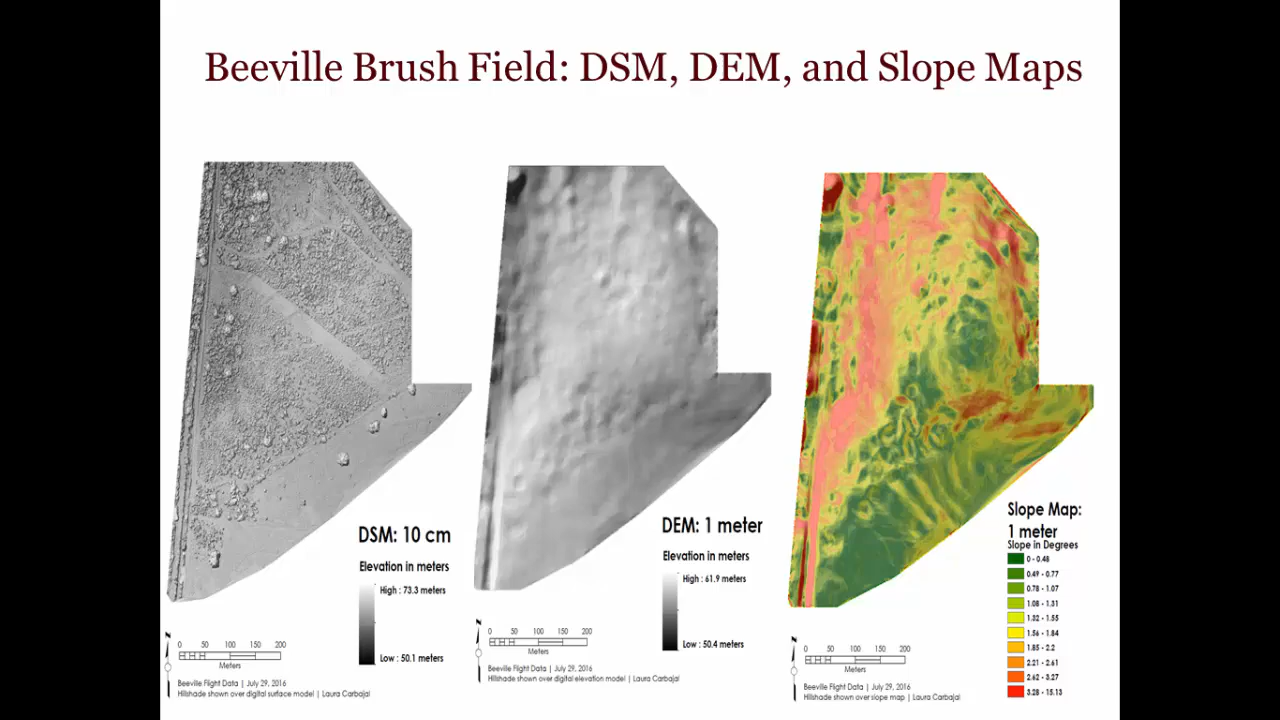 Beeville Brush Field: DSM, DEM, and Slope Maps
DSM: 10 cm
Elevation in meters
High : 73.3 meters
Low : 50.1 meters
N
0 25 50 100 150 200
Meters
Beeville Flight Data | July 29, 2016
Hillshade shown over digital surface model | Laura Carbajal
DEM: 1 meter
Elevation in meters
High : 61.9 meters
Low : 50.4 meters
N
0 50 100 150 200
Meters
Beeville Flight Data | July 29, 2016
Hillshade shown over digital elevation model | Laura Carbajal
Slope Map:
1 meter
Slope in Degrees
0 - 0.48
0.49 - 0.77
0.78 - 1.07
1.08 - 1.31
1.32 - 1.55
1.56 - 1.84
1.85 - 2.2
2.21 - 2.61
2.62 - 3.27
3.28 - 15.13
N
0 25 50 100 150 200
Meters
Beeville Flight Data | July 29, 2016
Hillshade shown over slope map | Laura Carbajal